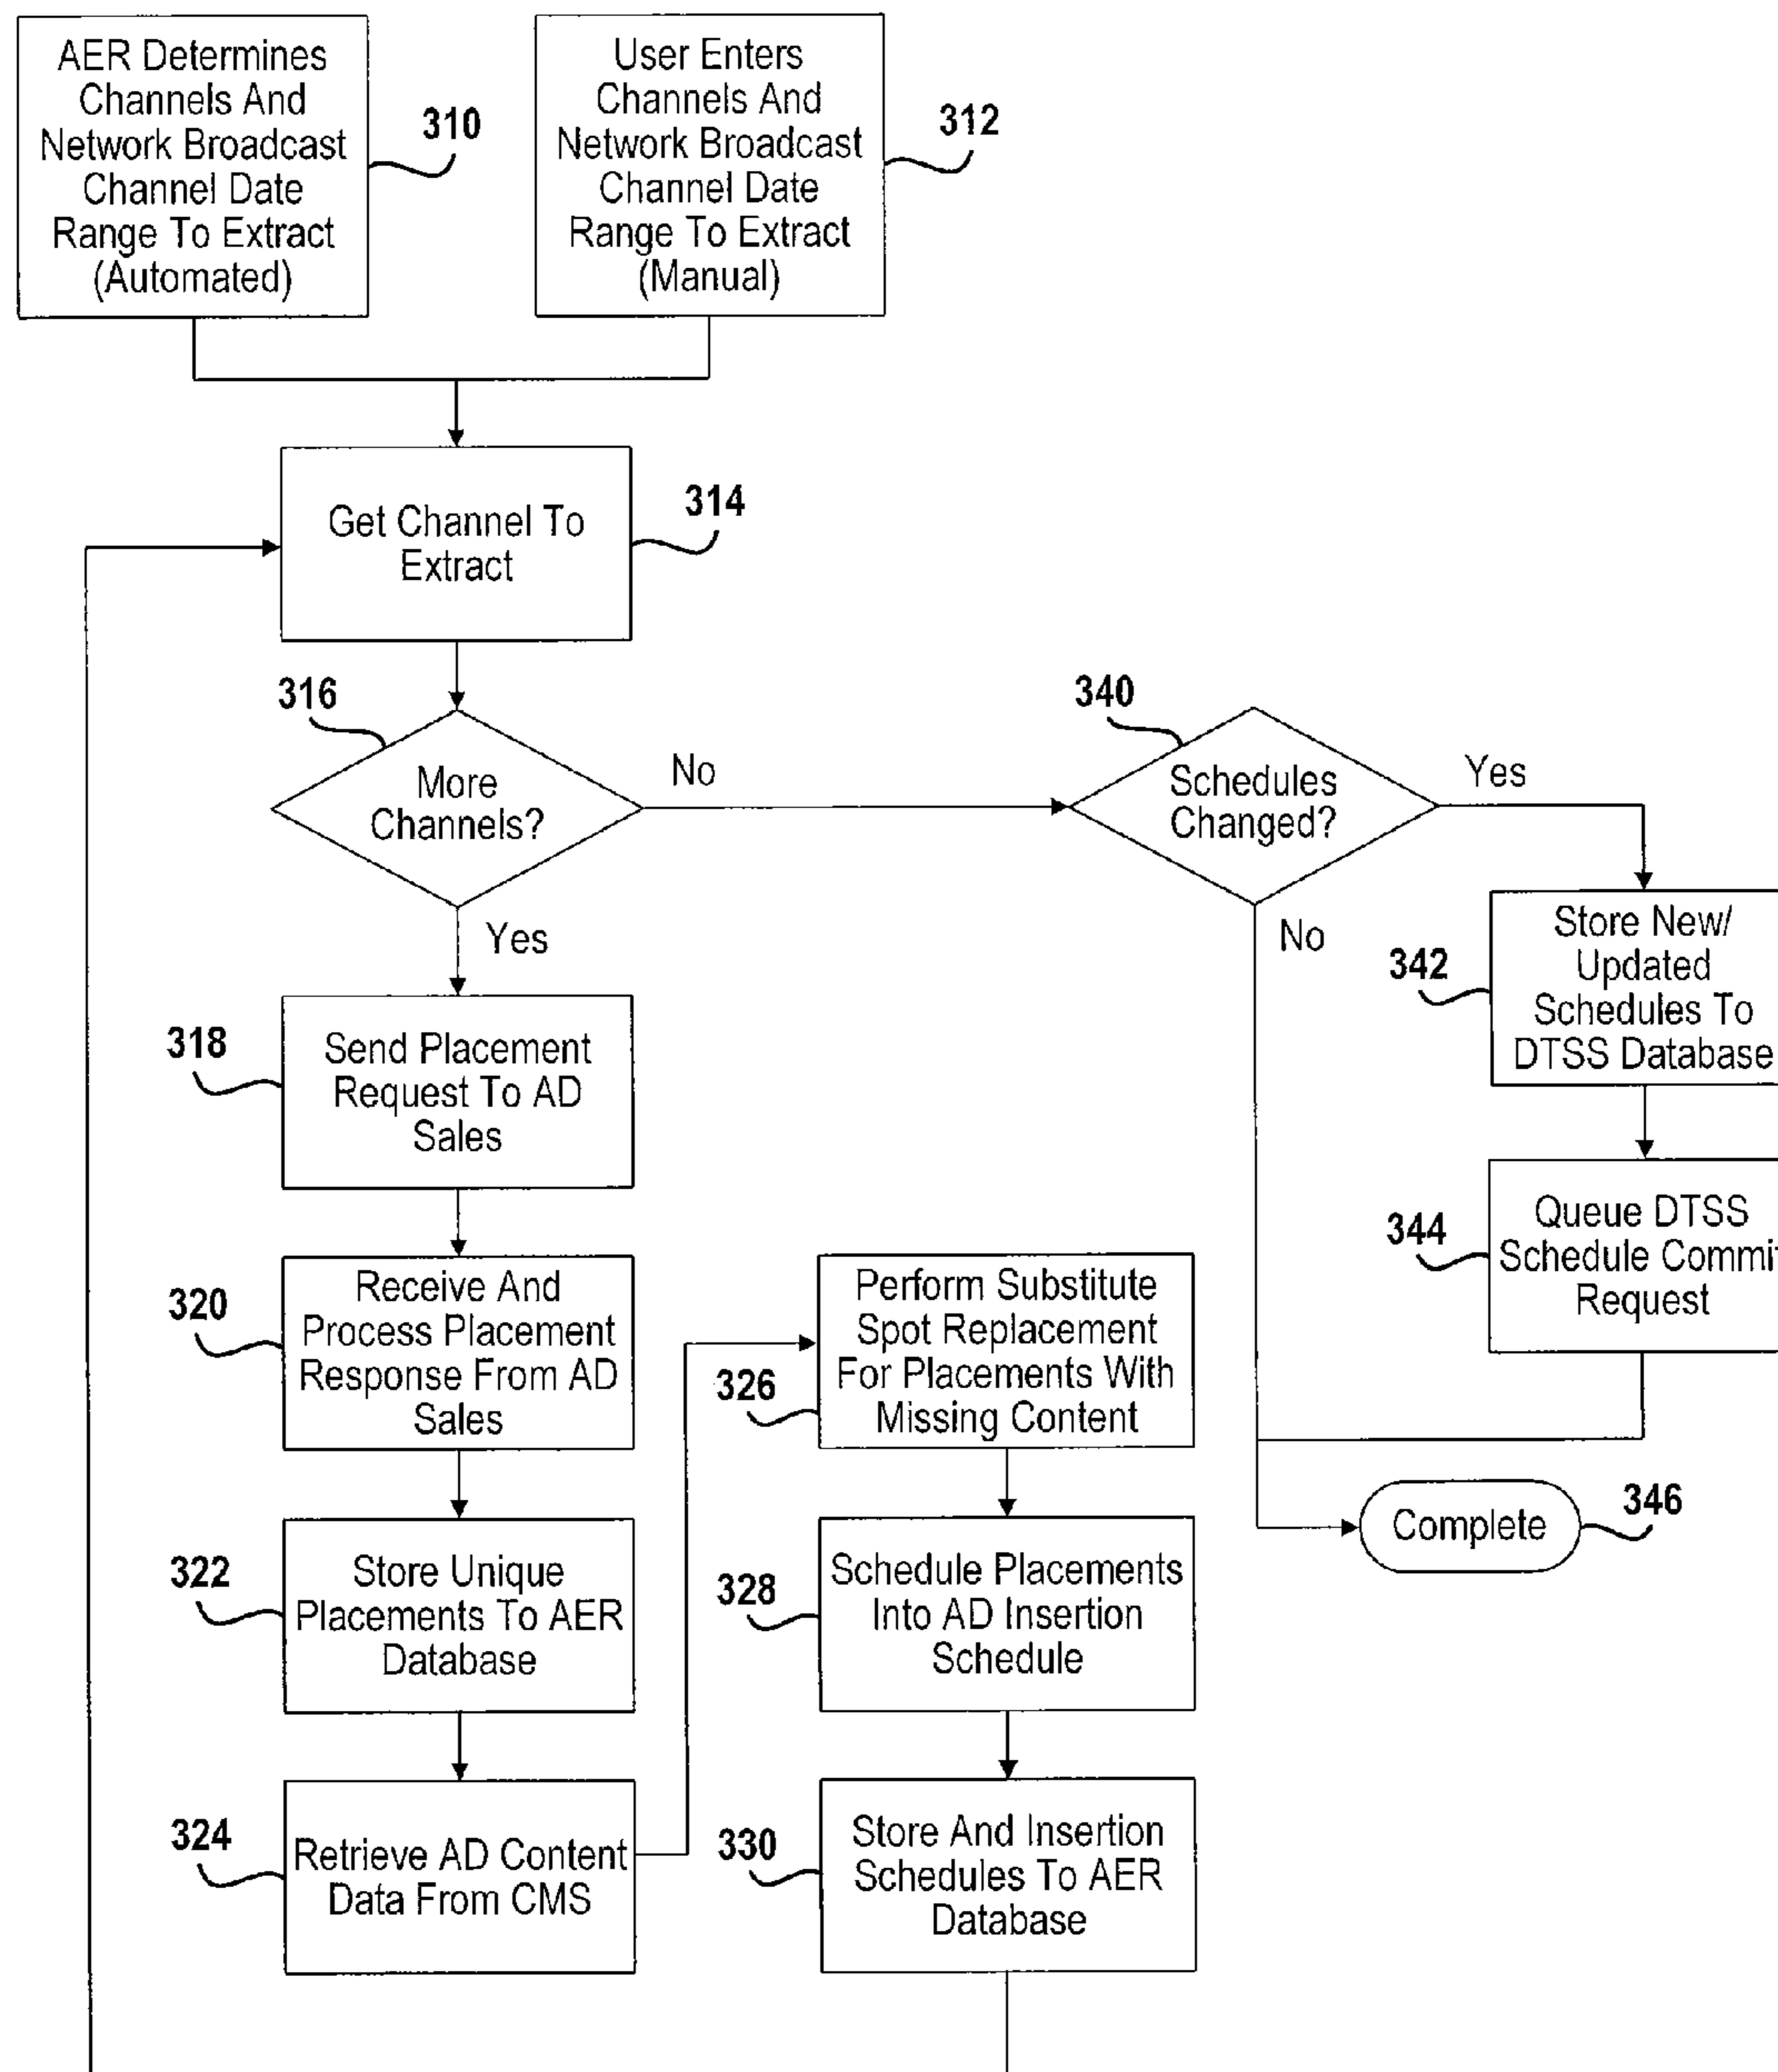 AER Determines
Channels And
Network Broadcast
Channel Date
Range To Extract
(Automated)
310
User Enters
Channels And
Network Broadcast
Channel Date
Range To Extract
(Manual)
312
Get Channel To
Extract
314
316
More
Channels?
No
Yes
340
Schedules
Changed?
Yes
No
318
Send Placement
Request To AD
Sales
342
Store New/
Updated
Schedules To
DTSS Database
320
Receive And
Process Placement
Response From AD
Sales
344
Queue DTSS
Schedule Commit
Request
322
Store Unique
Placements To AER
Database
324
Retrieve AD Content
Data From CMS
326
Perform Substitute
Spot Replacement
For Placements With
Missing Content
328
Schedule Placements
Into AD Insertion
Schedule
330
Store And Insertion
Schedules To AER
Database
Complete
346